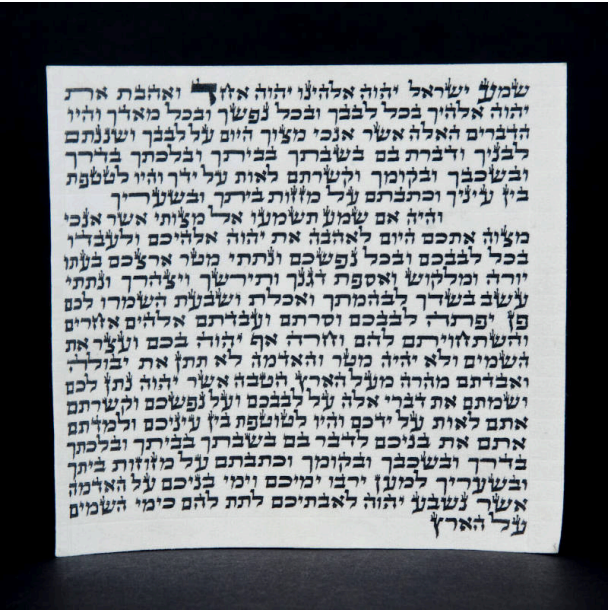 שמע ישראל יהוה אלהינו יהוה אחד ואהבת את
יהוה אלהיך בכל לבבך ובכל נפשך ובכל מאדך והיו
הדברים האלה אשר אנכי מצוך היום על לבבך ושננתם
לבניך ודברת בם בשבתך בביתך ובלכתך בדרך
ובשכבך ובקומך וקשרתם לאות על ידך והיו לטטפת
בין עיניך וכתבתם על מזזות ביתך ובשעריך
והיה אם שמע תשמעו אל מצותי אשר אנכי
מצוה אתכם היום לאהבה את יהוה אלהיכם ולעבדו
בכל לבבכם ובכל נפשכם ונתתי מטר ארצכם בעתו
יורה ומלקוש ואספת דגנך ותירשך ויצהרך ונתתי
עשב בשדך לבהמתך ואכלת ושבעת השמרו לכם
פן יפתה לבבכם וסרתם ועבדתם אלהים אחרים
והשתחויתם להם וחרה אף יהוה בכם ועצר את
השמים ולא יהיה מטר והאדמה לא תתן את יבולה
ואבדתם מהרה מעל הארץ הטבה אשר יהוה נתן לכם
ושמתם את דברי אלה על לבבכם ועל נפשכם וקשרתם
אתם לאות על ידכם והיו לטוטפת בין עיניכם ולמדתם
אתם את בניכם לדבר בם בשבתך בביתך ובלכתך
בדרך ובשכבך ובקומך וכתבתם על מזוזות ביתך
ובשעריך למען ירבו ימיכם וימי בניכם על האדמה
אשר נשבע יהוה לאבתיכם לתת להם כימי השמים
על הארץ